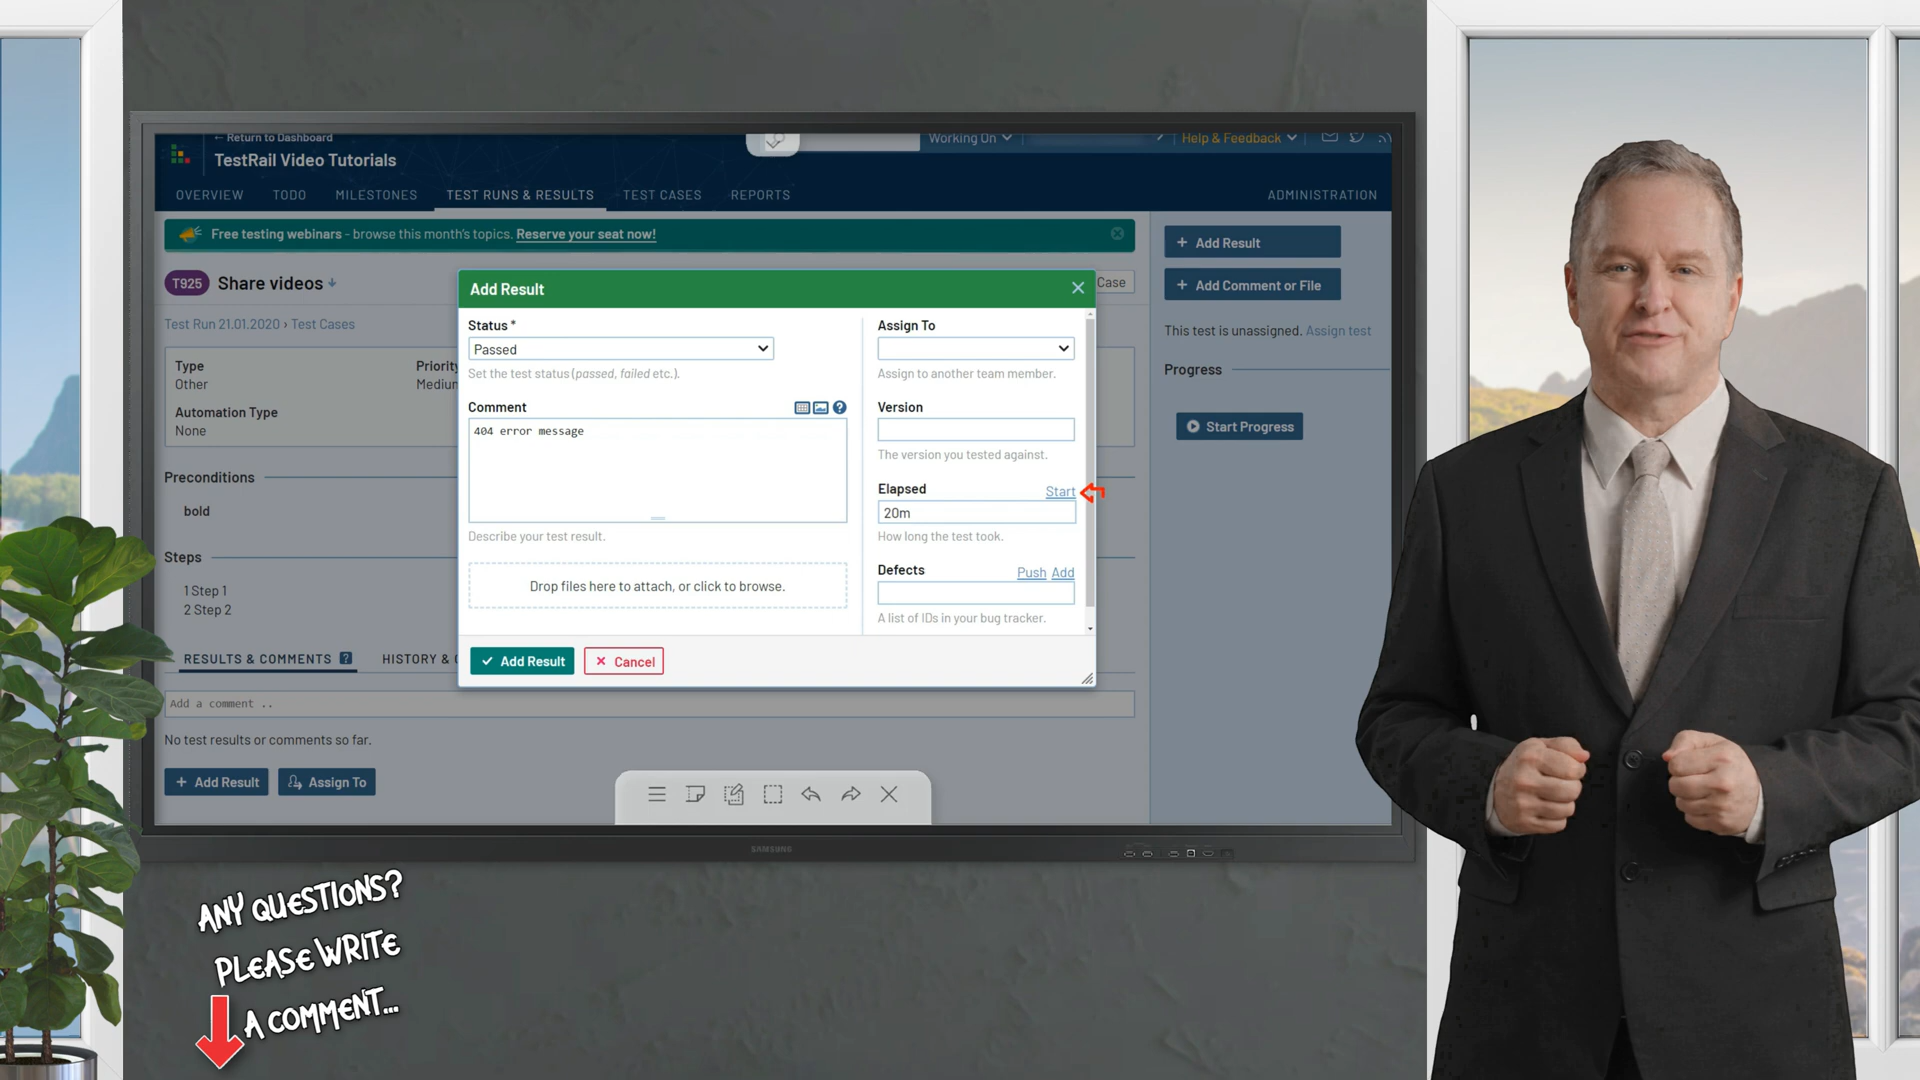 ← Return to Dashboard
Working On
Help & Feedback
TestRail Video Tutorials
OVERVIEW TODO MILESTONES TEST RUNS & RESULTS TEST CASES REPORTS ADMINISTRATION
Free testing webinars - browse this month's topics. Reserve your seat now!
+ Add Result
T925 Share videos
Case
+ Add Comment or File
Test Run 21.01.2020 › Test Cases
This test is unassigned. Assign test
Type
Other
Priority
Medium
Automation Type
None
Progress
Start Progress
Preconditions
bold
Steps
1 Step 1
2 Step 2
Add Result
Status *
Passed
Set the test status (passed, failed etc.).
Comment
404 error message
Describe your test result.
Drop files here to attach, or click to browse.
Assign To
Assign to another team member.
Version
The version you tested against.
Elapsed Start
20m
How long the test took.
Defects Push Add
A list of IDs in your bug tracker.
Add Result Cancel
RESULTS & COMMENTS ? HISTORY &
Add a comment ..
No test results or comments so far.
+ Add Result Assign To
SAMSUNG
ANY QUESTIONS?
PLEASE WRITE
A COMMENT...